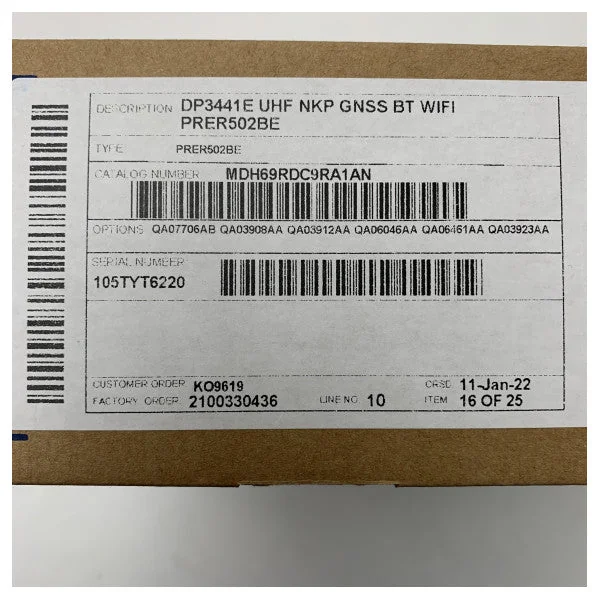 DESCRIPTION DP3441E UHF NKP GNSS BT WIFI
PRER502BE
TYPE PRER502BE
CATALOG NUMBER MDH69RDC9RA1AN
OPTIONS QA07706AB QA03908AA QA03912AA QA06046AA QA06461AA QA03923AA
SERIAL NUMBER
105TYT6220
CUSTOMER ORDER KO9619 CRSD 11-Jan-22
FACTORY ORDER 2100330436 LINE NO. 10 ITEM 16 OF 25